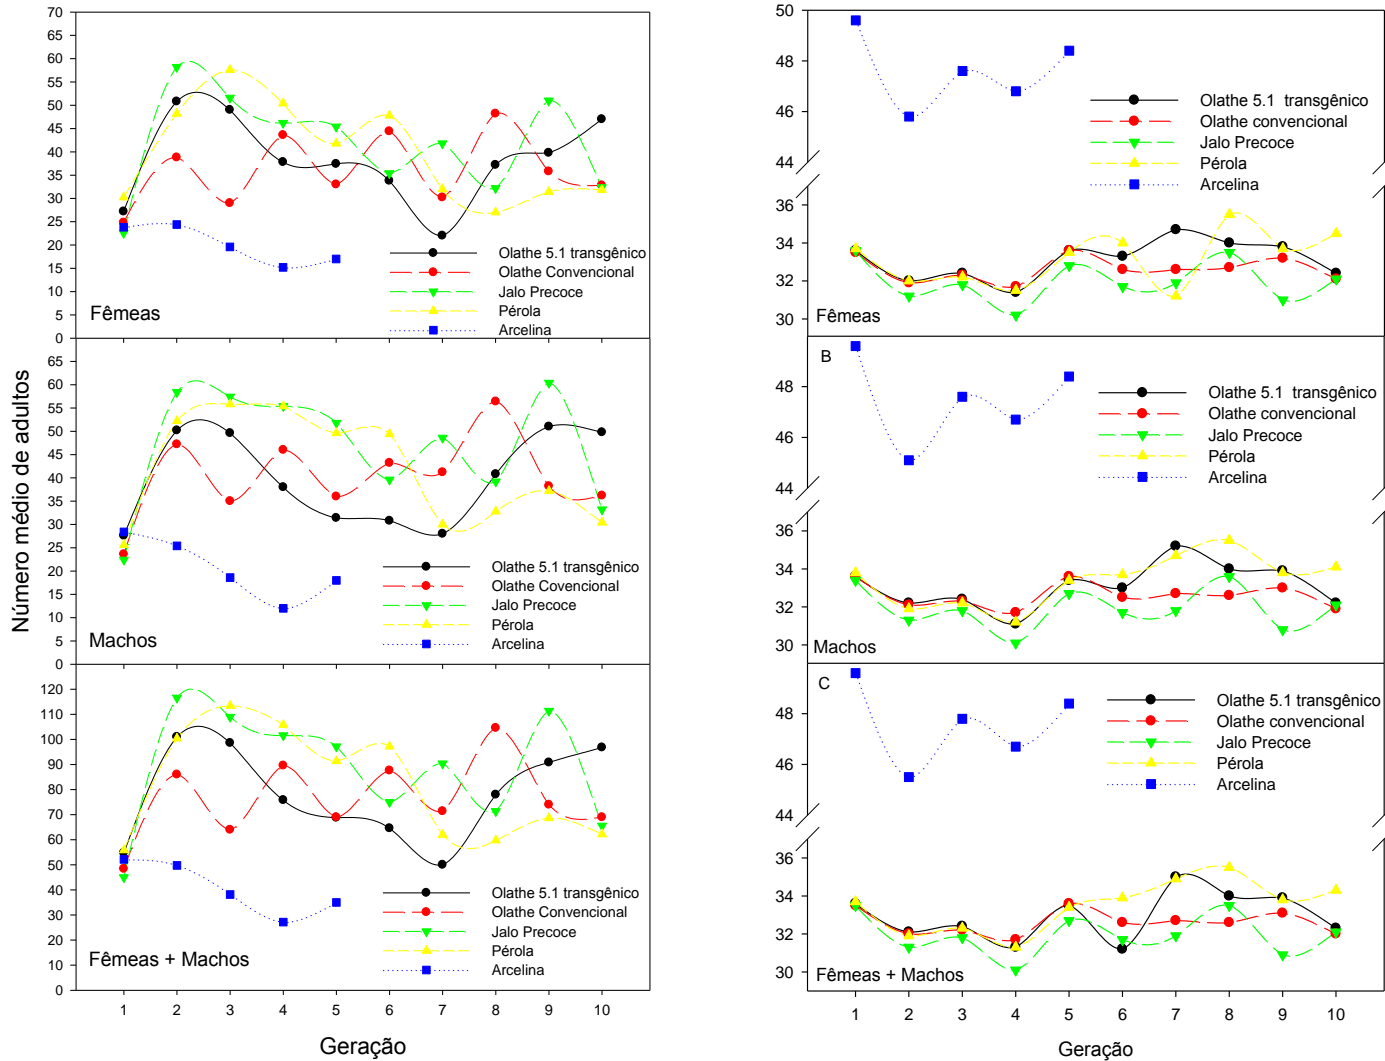 Número médio de adultos
70
65
60
55
50
45
40
35
30
25
20
15
10
5
0
Olathe 5.1 transgênico
Olathe Convencional
Jalo Precoce
Pérola
Arcelina
Fêmeas
65
60
55
50
45
40
35
30
25
20
15
10
5
0
Olathe 5.1 transgênico
Olathe Covencional
Jalo Precoce
Pérola
Arcelina
Machos
120
110
100
90
80
70
60
50
40
30
20
10
0
Olathe 5.1 transgênico
Olathe Convencional
Jalo Precoce
Pérola
Arcelina
Fêmeas + Machos
1 2 3 4 5 6 7 8 9 10
Geração
50
48
46
44
36
34
32
30
Olathe 5.1 transgênico
Olathe convencional
Jalo Precoce
Pérola
Arcelina
Fêmeas
B
48
46
44
36
34
32
30
Olathe 5.1 transgênico
Olathe convencional
Jalo Precoce
Pérola
Arcelina
Machos
C
48
46
44
36
34
32
30
Olathe 5.1 transgênico
Olathe convencional
Jalo Precoce
Pérola
Arcelina
Fêmeas + Machos
1 2 3 4 5 6 7 8 9 10
Geração